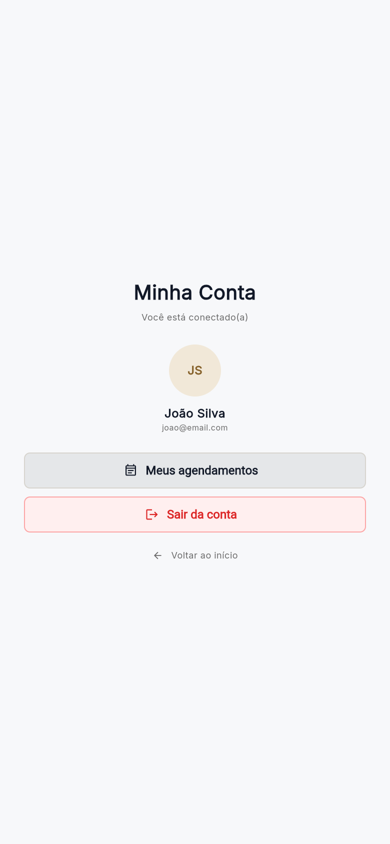 Minha Conta
Você está conectado(a)
JS
João Silva
joao@email.com
Meus agendamentos
Sair da conta
Voltar ao início